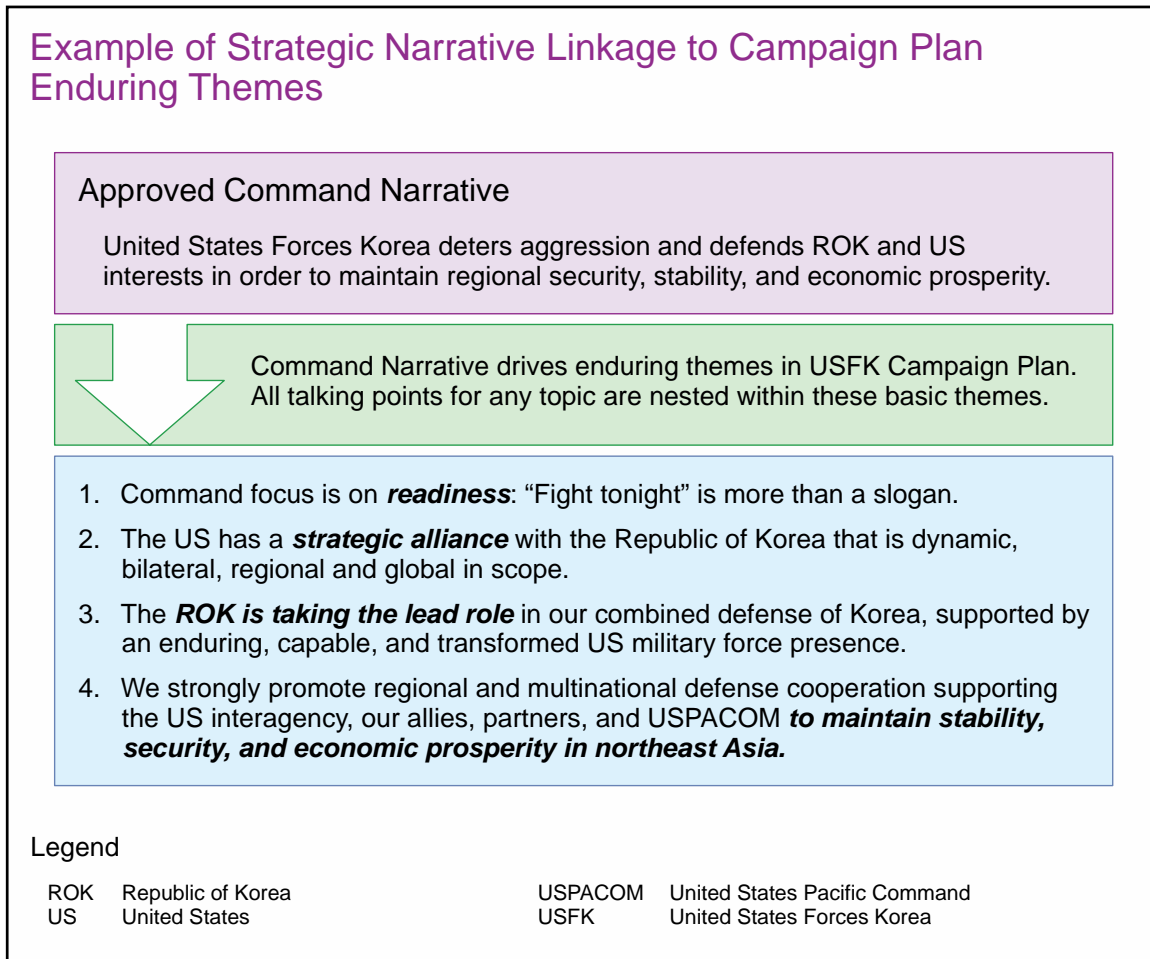 Example of Strategic Narrative Linkage to Campaign Plan
Enduring Themes
Approved Command Narrative
United States Forces Korea deters aggression and defends ROK and US
interests in order to maintain regional security, stability, and economic prosperity.
Command Narrative drives enduring themes in USFK Campaign Plan.
All talking points for any topic are nested within these basic themes.
1. Command focus is on readiness: “Fight tonight” is more than a slogan.
2. The US has a strategic alliance with the Republic of Korea that is dynamic,
bilateral, regional and global in scope.
3. The ROK is taking the lead role in our combined defense of Korea, supported by
an enduring, capable, and transformed US military force presence.
4. We strongly promote regional and multinational defense cooperation supporting
the US interagency, our allies, partners, and USPACOM to maintain stability,
security, and economic prosperity in northeast Asia.
Legend
ROK Republic of Korea
US United States
USPACOM United States Pacific Command
USFK United States Forces Korea